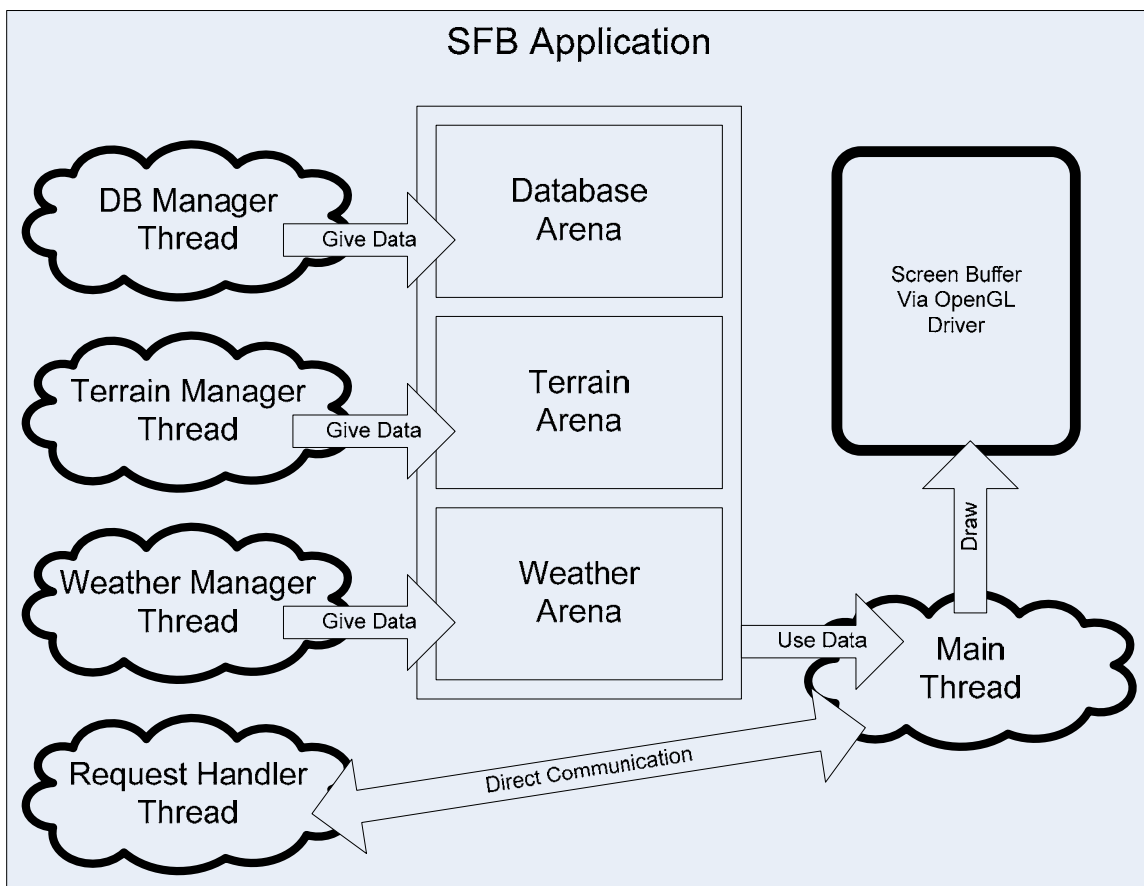 SFB Application
DB Manager
Thread
Give Data
Database
Arena
Screen Buffer
Via OpenGL
Driver
Terrain Manager
Thread
Give Data
Terrain
Arena
Draw
Weather Manager
Thread
Give Data
Weather
Arena
Use Data
Main
Thread
Request Handler
Thread
Direct Communication